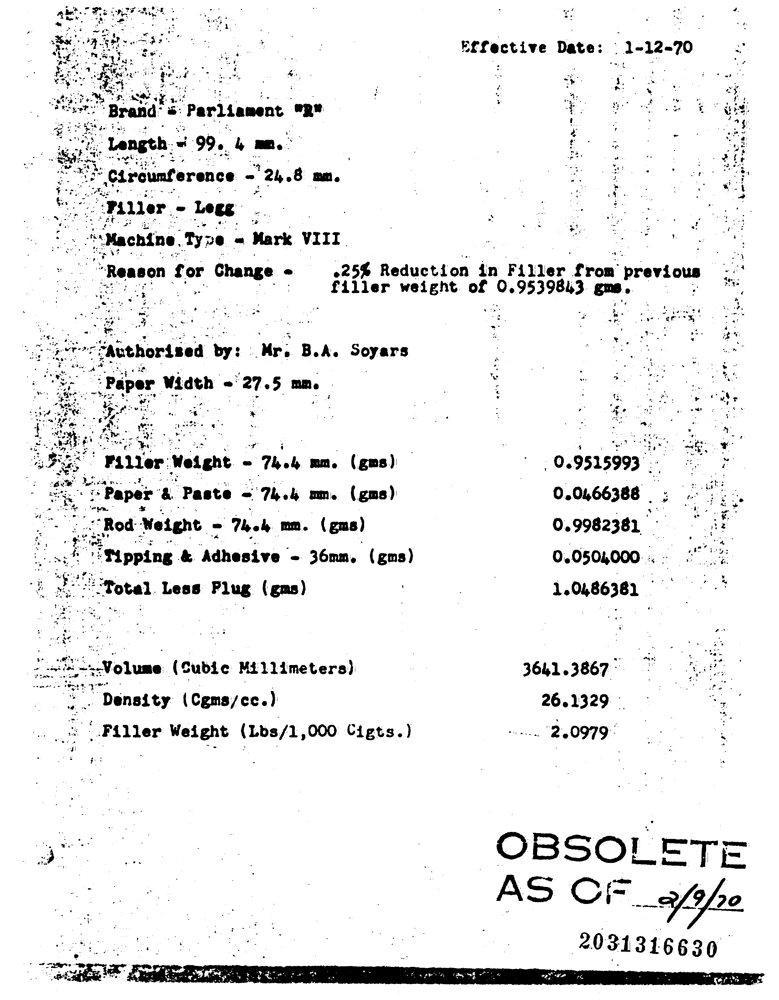 Effective Date: 1-12-70
Brand - Parliament "R"
Length - 99. 4 mm.
Circumference - 24.8 mm.
Filler - Legg
Machine Type - Mark VIII
Reason for Change - .25% Reduction in Filler from previous
filler weight of 0.9539843 gms.
Authorized by: Mr. B.A. Soyars
Paper Width - 27.5 mm.
Filler Weight - 74.4 mm. (gms) 0.9515993
Paper & Paste - 74.4 mm. (gms) 0.0466388
Rod Weight - 74.4 mm. (gms) 0.9982381
Tipping & Adhesive - 36mm. (gms) 0.0504000
Total Less Plug (gms) 1.0486381
Volume (Cubic Millimeters) 3641.3867
Density (Cgms/cc.) 26.1329
Filler Weight (Lbs/1,000 Cigts.) 2.0979
OBSOLETE
AS OF 2/9/70
2031316630